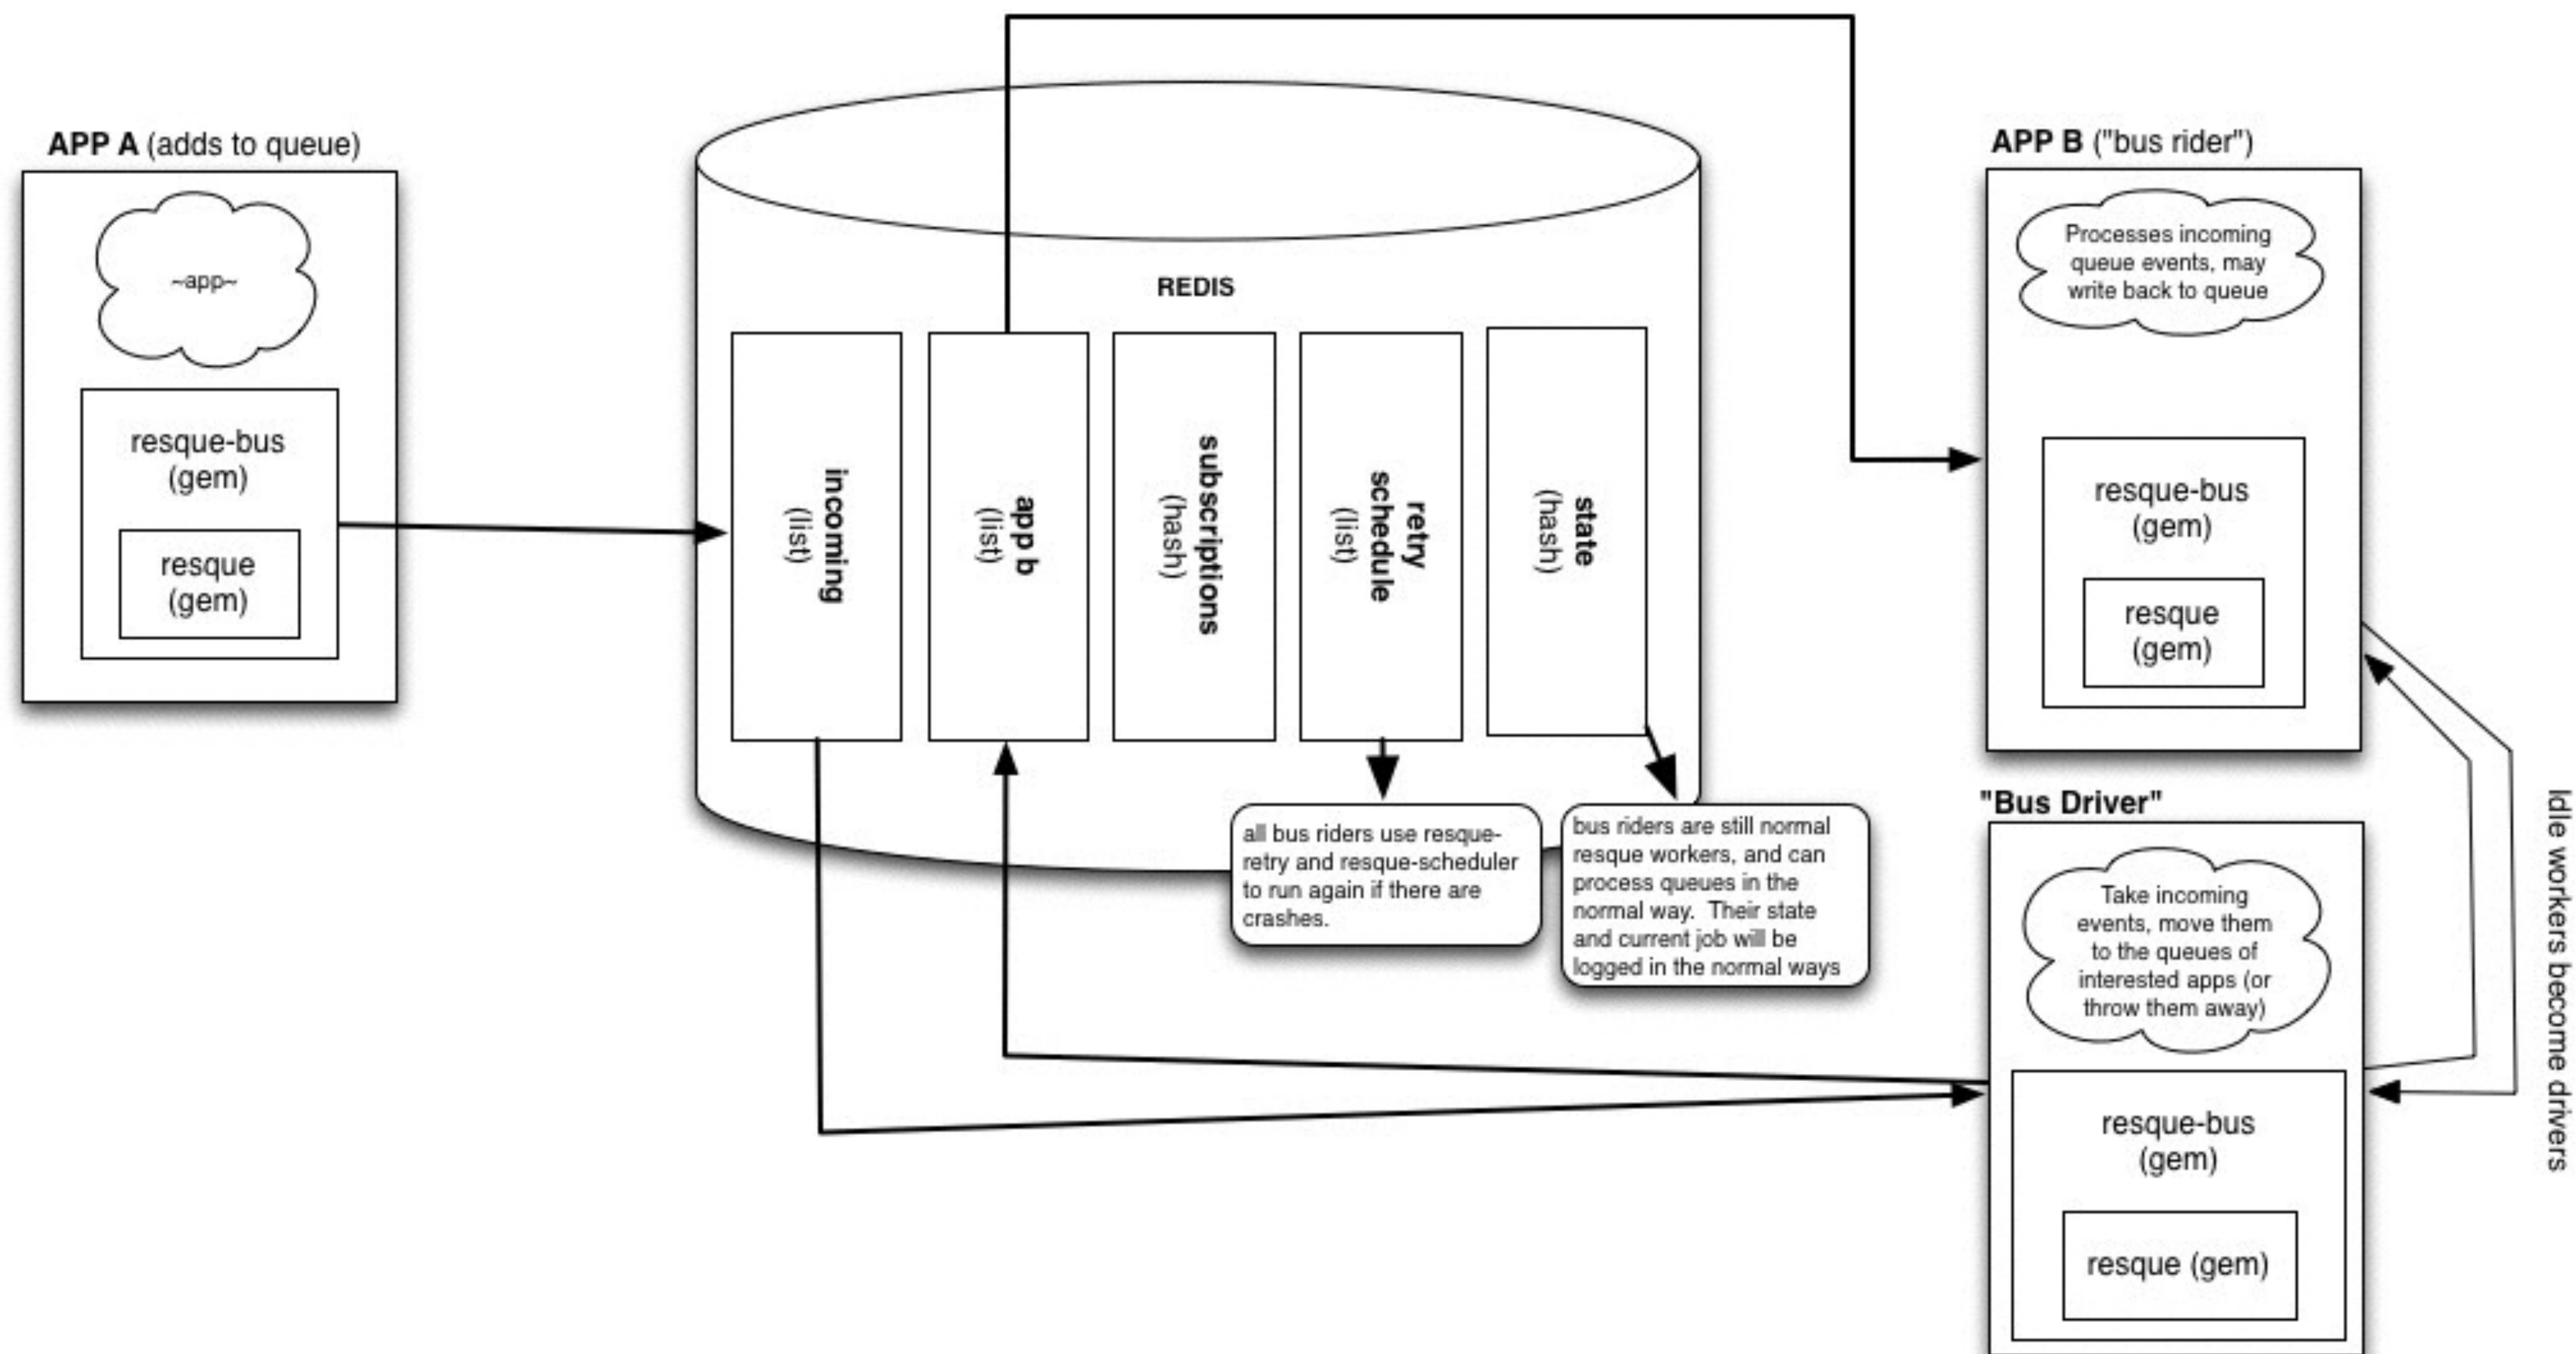 APP A (adds to queue)
~app~
resque-bus
(gem)
resque
(gem)
REDIS
incoming
(list)
app b
(list)
subscriptions
(hash)
retry
schedule
(list)
state
(hash)
all bus riders use resque-
retry and resque-scheduler
to run again if there are
crashes.
bus riders are still normal
resque workers, and can
process queues in the
normal way.  Their state
and current job will be
logged in the normal ways
APP B ("bus rider")
Processes incoming
queue events, may
write back to queue
resque-bus
(gem)
resque
(gem)
"Bus Driver"
Take incoming
events, move them
to the queues of
interested apps (or
throw them away)
resque-bus
(gem)
resque (gem)
Idle workers become drivers